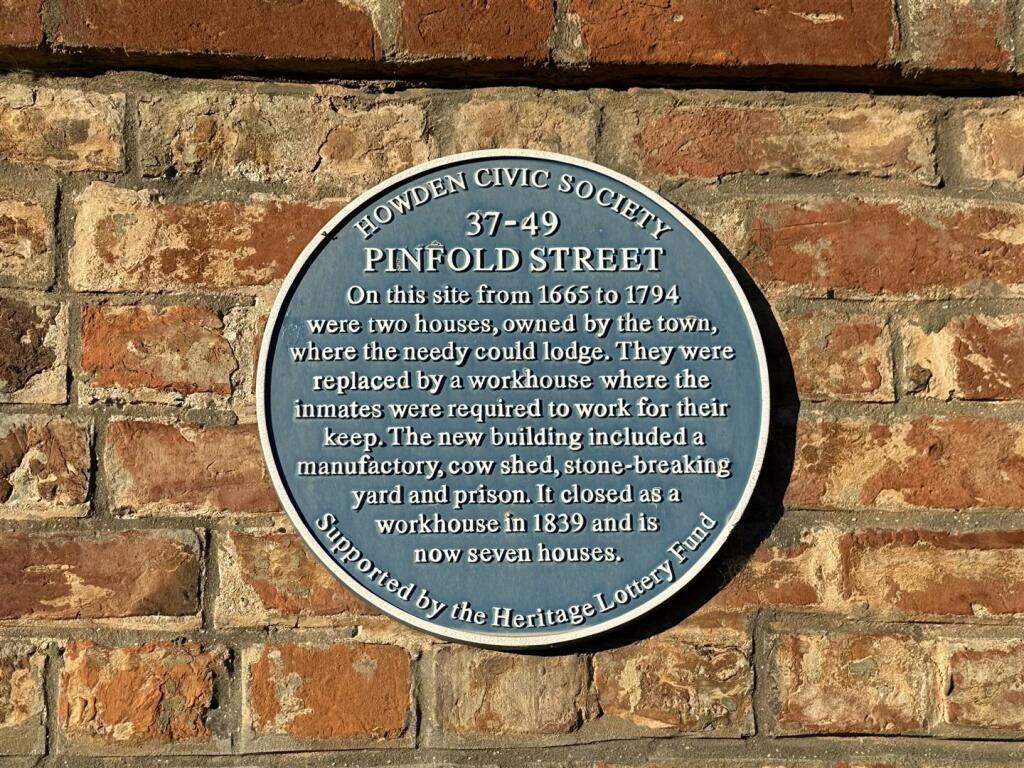 HOWDEN CIVIC SOCIETY
37-49
PINFOLD STREET
On this site from 1665 to 1794
were two houses, owned by the town,
where the needy could lodge. They were
replaced by a workhouse where the
inmates were required to work for their
keep. The new building included a
manufactory, cow shed, stone-breaking
yard and prison. It closed as a
workhouse in 1839 and is
now seven houses.
Supported by the Heritage Lottery Fund